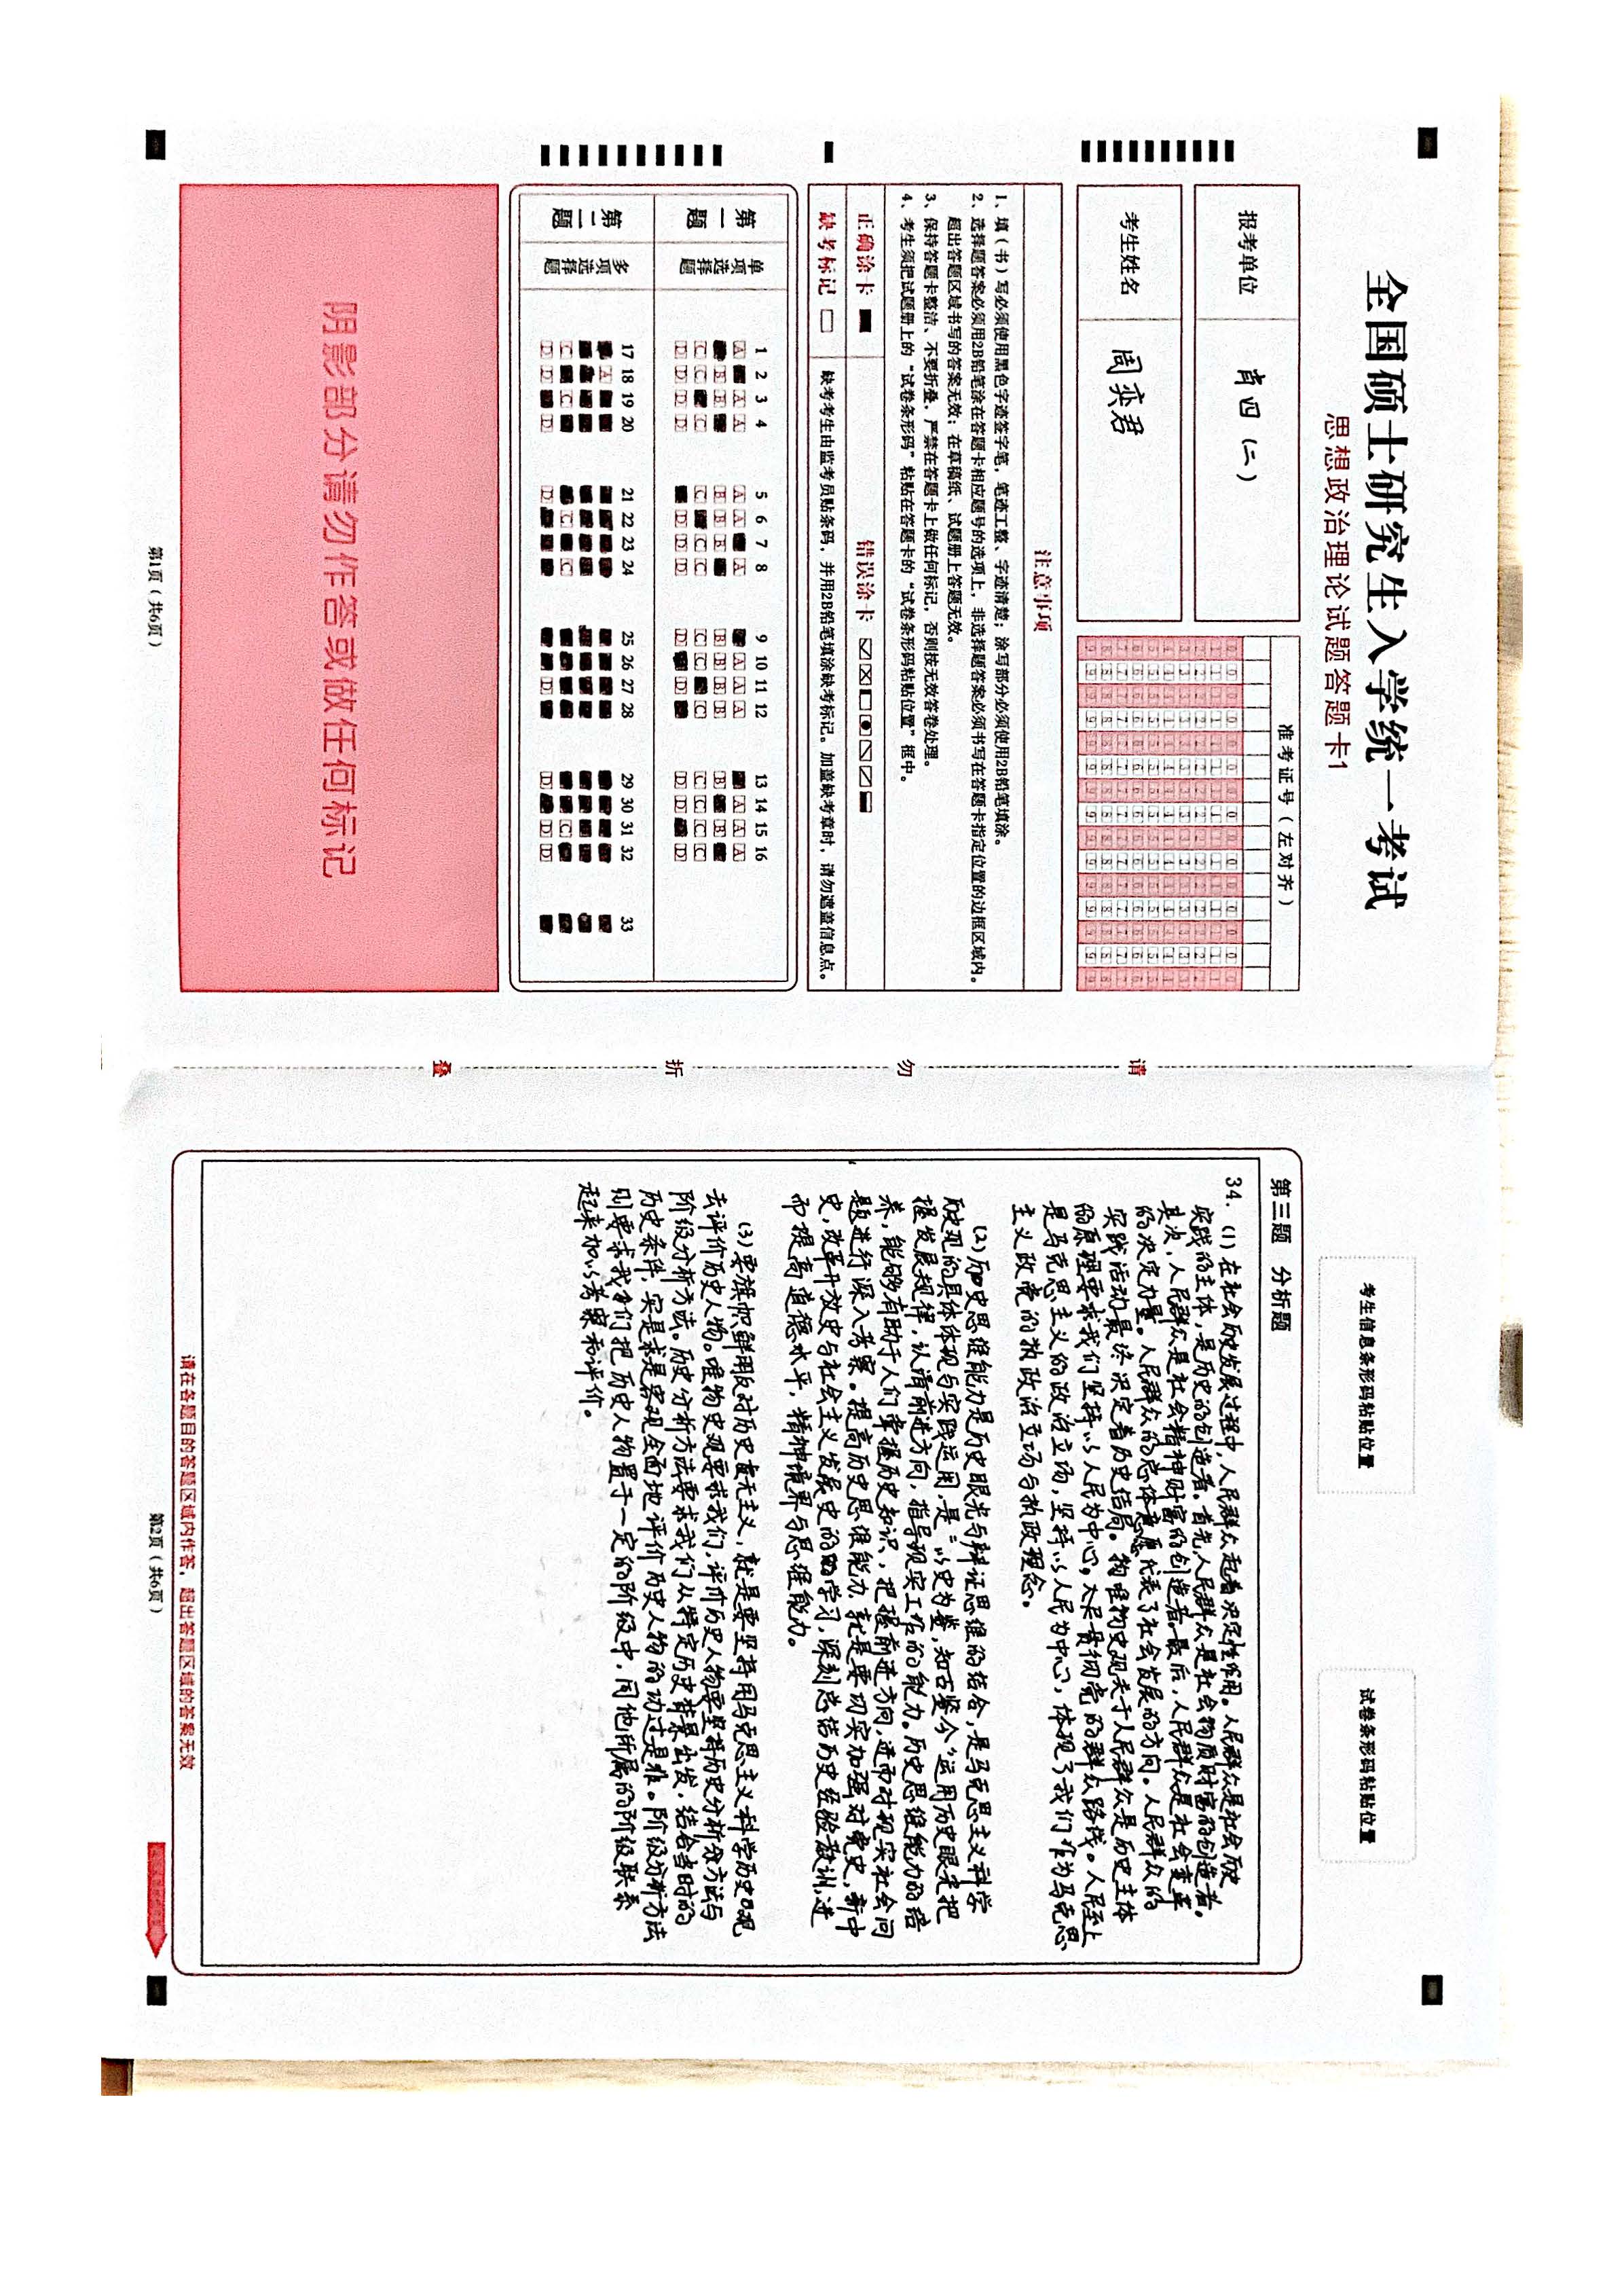 全国硕士研究生入学统一考试
思想政治理论试题答题卡1
报考单位 肖四(二)
考生姓名 周奕君
准考证号(左对齐)
注意事项
1、填(书)写必须使用黑色字迹签字笔,笔迹工整、字迹清楚;涂写部分必须使用2B铅笔填涂。
2、选择题答案必须用2B铅笔涂在答题卡相应题号的选项上,非选择题答案必须书写在答题卡指定位置的边框区域内。
超出答题区域书写的答案无效;在草稿纸、试题册上答题无效。
3、保持答题卡整洁、不要折叠,严禁在答题卡上做任何标记,否则按无效答卷处理。
4、考生须把试题册上的“试卷条形码”粘贴在答题卡的“试卷条形码粘贴位置”框中。
正确涂卡 错误涂卡
缺考标记 缺考考生由监考员贴条码,并用2B铅笔填涂缺考标记。加盖缺考章时,请勿遮盖信息点。
第一题 单项选择题
1 2 3 4 5 6 7 8 9 10 11 12 13 14 15 16
第二题 多项选择题
17 18 19 20 21 22 23 24 25 26 27 28 29 30 31 32 33
阴影部分请勿作答或做任何标记
第1页(共6页)
请勿折叠
考生信息条形码粘贴位置
试卷条形码粘贴位置
第三题 分析题
34. (1) 在社会历史发展过程中,人民群众起着决定性作用。人民群众是社会历史
实践的主体,是历史的创造者。首先,人民群众是社会物质财富的创造者。
其次,人民群众是社会精神财富的创造者。最后,人民群众是社会变革
的决定力量。人民群众的总体意愿代表了社会发展的方向。人民群众的
实践活动最终决定着历史结局。唯物史观关于人民群众是历史主体
的原理要求我们坚持以人民为中心,贯彻党的群众路线。人民至上
是马克思主义的政治立场,坚持以人民为中心,体现了我们作为马克思
主义政党的执政政治立场与执政理念。
(2) 历史思维能力是历史眼光与辩证思维的结合,是马克思主义科学
历史观的具体体现与实践运用,是“以史为鉴,知古鉴今”运用历史眼光把
握发展规律,认清前进方向,指导现实工作的能力。历史思维能力的培
养,能够有助于人们掌握历史知识,把握前进方向,进而对现实社会问
题进行深入考察。提高历史思维能力,就是要切实加强对党史,新中
史,改革开放史与社会主义发展史的学习,深刻总结历史经验教训,进
而提高道德水平,精神境界与思维能力。
(3) 要旗帜鲜明反对历史虚无主义,就是要坚持用马克思主义科学历史观
去评价历史人物。唯物史观要求我们,评价历史人物要坚持历史分析方法与
阶级分析方法。历史分析方法要求我们从特定历史背景出发,结合当时的
历史条件,实是求是客观全面地评价历史人物的功过是非。阶级分析方法
则要求我们把历史人物置于一定的阶级中,同他所属的阶级联系
起来加以考察和评价。
请在各题目的答题区域内作答,超出答题区域的答案无效
第2页(共6页)